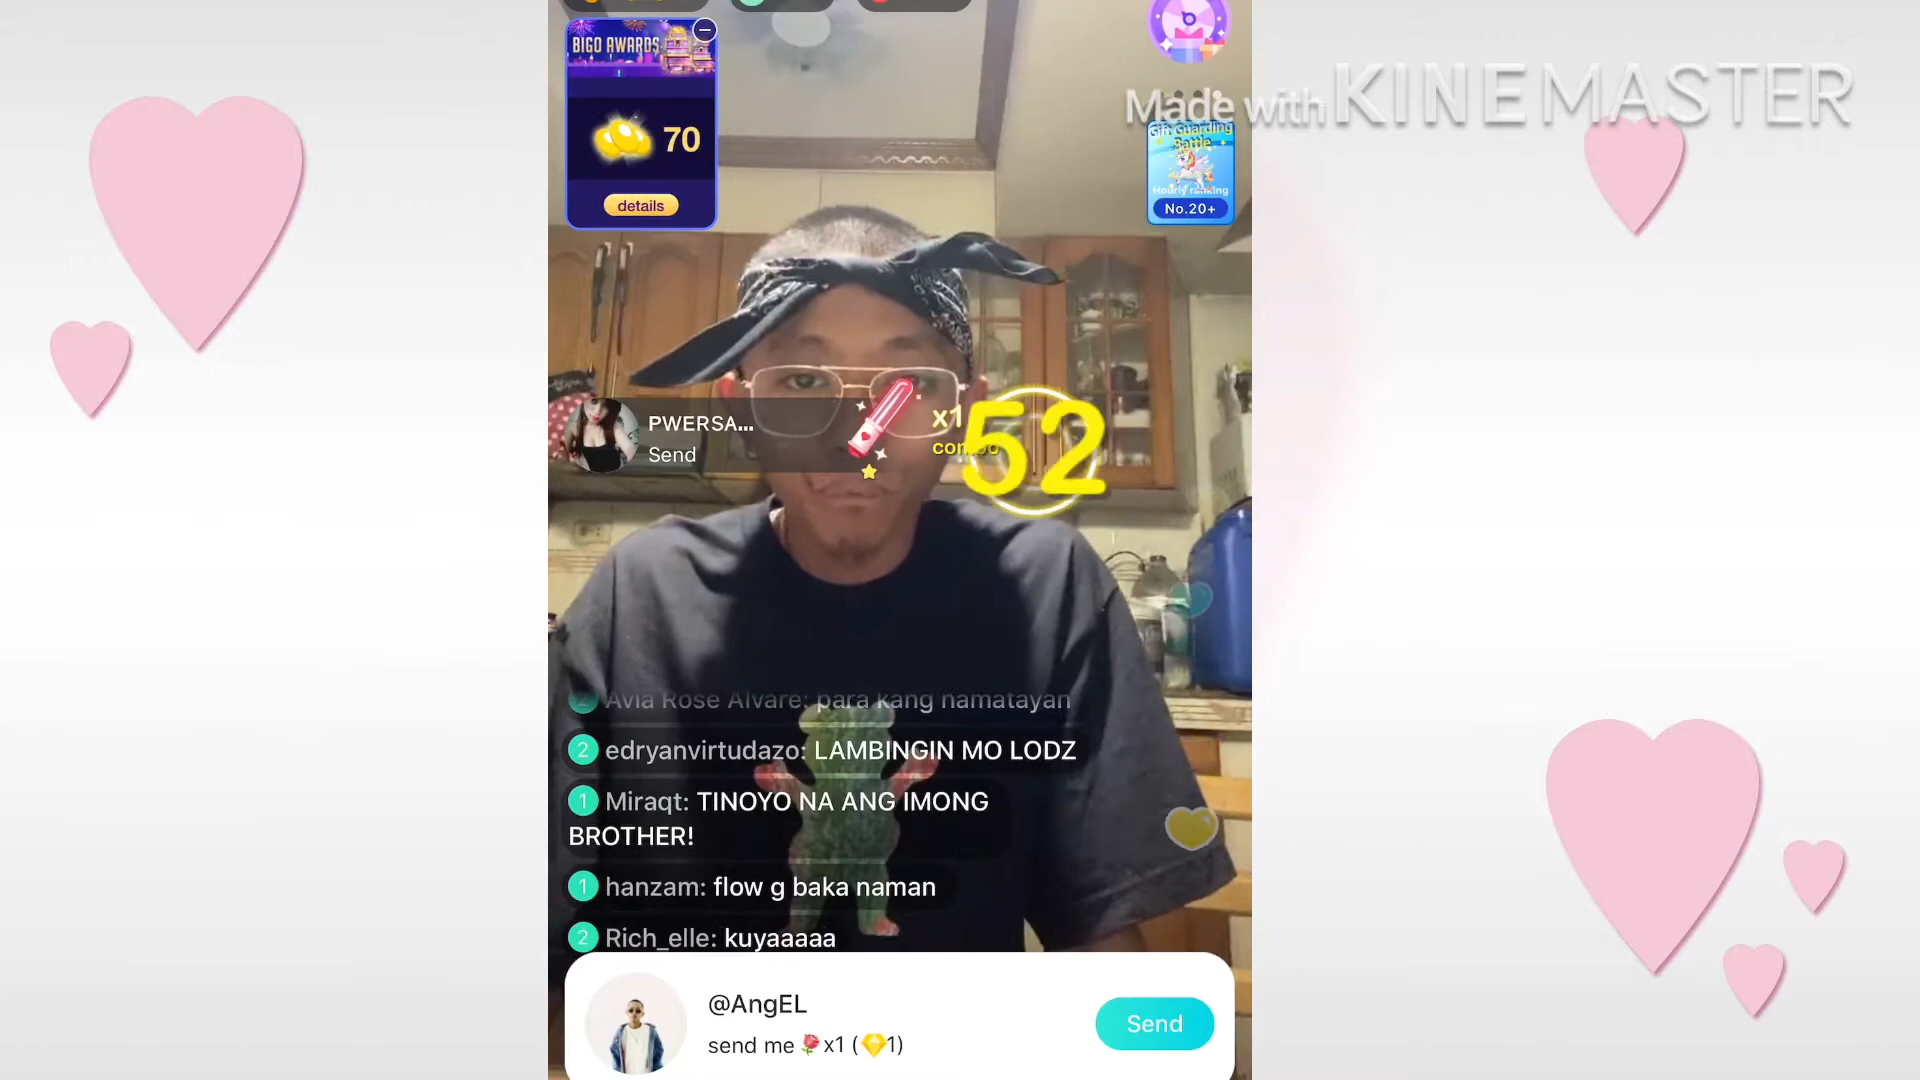 BIGO AWARDS
70
details
Made with KINEMASTER
Gift Guarding
Battle
Hourly ranking
No.20+
PWERSA...
Send
x1
combo
52
2 Avia Rose Alvare: para kang namatayan
2 edryanvirtudazo: LAMBINGIN MO LODZ
1 Miraqt: TINOYO NA ANG IMONG
BROTHER!
1 hanzam: flow g baka naman
2 Rich_elle: kuyaaaaa
@AngEL
send me 🌹x1 (💎1)
Send